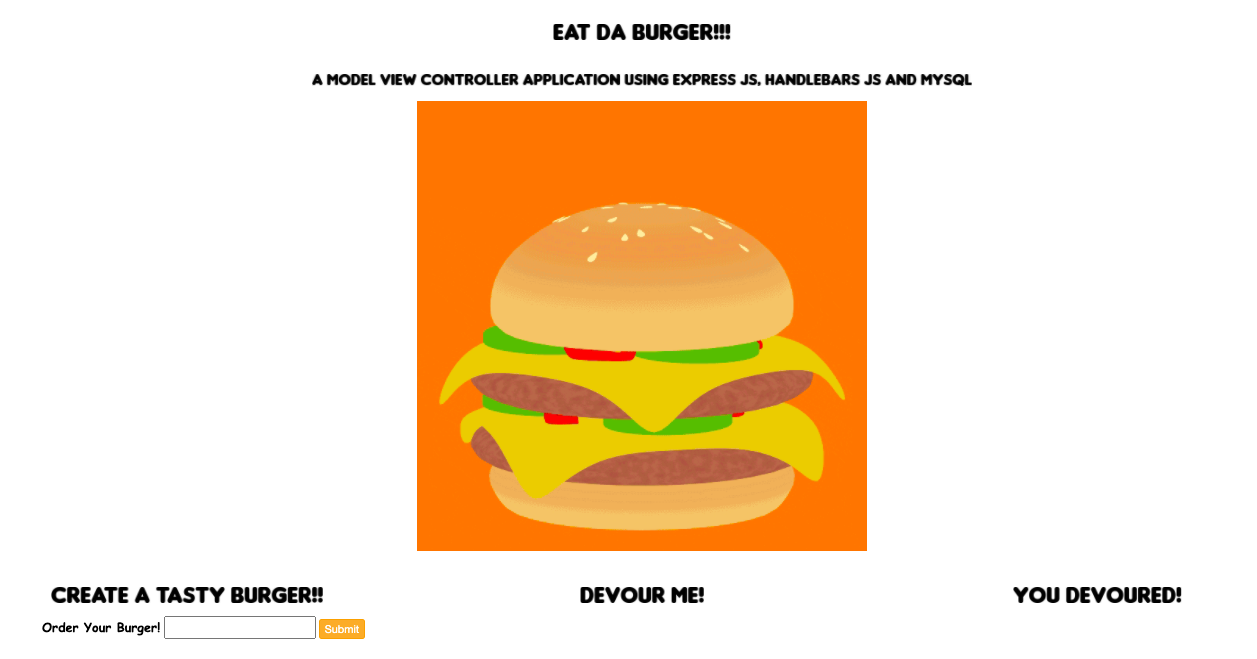 EAT DA BURGER!!!
A MODEL VIEW CONTROLLER APPLICATION USING EXPRESS JS, HANDLEBARS JS AND MYSQL
CREATE A TASTY BURGER!!
Order Your Burger! Submit
DEVOUR ME!
YOU DEVOURED!